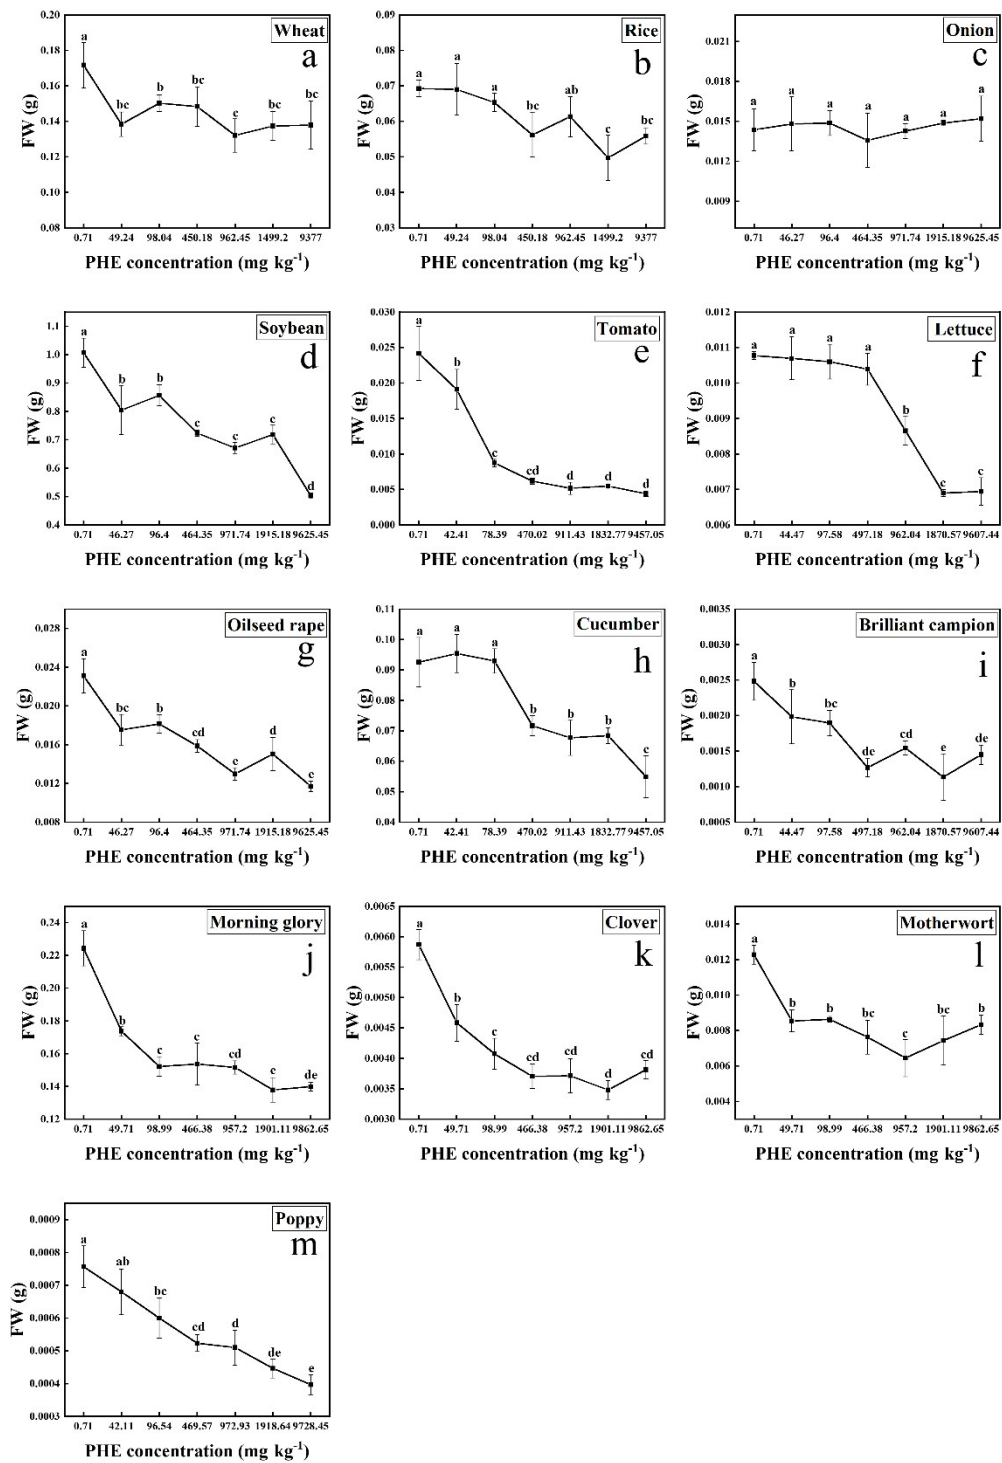 Wheat
a
FW (g)
0.20
0.18
0.16
0.14
0.12
0.10
0.08
a
bc
b
bc
c
bc
bc
0.71 49.24 98.04 450.18 962.45 1499.2 9377
PHE concentration (mg kg-1)
Rice
b
FW (g)
0.09
0.08
0.07
0.06
0.05
0.04
0.03
a
a
a
bc
ab
c
bc
0.71 49.24 98.04 450.18 962.45 1499.2 9377
PHE concentration (mg kg-1)
Onion
c
FW (g)
0.021
0.018
0.015
0.012
0.009
a
a
a
a
a
a
a
0.71 46.27 96.4 464.35 971.74 1915.18 9625.45
PHE concentration (mg kg-1)
Soybean
d
FW (g)
1.1
1.0
0.9
0.8
0.7
0.6
0.5
0.4
a
b
b
c
c
c
d
0.71 46.27 96.4 464.35 971.74 1915.18 9625.45
PHE concentration (mg kg-1)
Tomato
e
FW (g)
0.030
0.025
0.020
0.015
0.010
0.005
0.000
a
b
c
cd
d
d
d
0.71 42.41 78.39 470.02 911.43 1832.77 9457.05
PHE concentration (mg kg-1)
Lettuce
f
FW (g)
0.012
0.011
0.010
0.009
0.008
0.007
0.006
a
a
a
a
b
c
c
0.71 44.47 97.58 497.18 962.04 1870.57 9607.44
PHE concentration (mg kg-1)
Oilseed rape
g
FW (g)
0.028
0.024
0.020
0.016
0.012
0.008
a
bc
b
cd
e
d
e
0.71 46.27 96.4 464.35 971.74 1915.18 9625.45
PHE concentration (mg kg-1)
Cucumber
h
FW (g)
0.11
0.10
0.09
0.08
0.07
0.06
0.05
0.04
a
a
a
b
b
b
c
0.71 42.41 78.39 470.02 911.43 1832.77 9457.05
PHE concentration (mg kg-1)
Brilliant campion
i
FW (g)
0.0035
0.0030
0.0025
0.0020
0.0015
0.0010
0.0005
a
b
bc
de
cd
e
de
0.71 44.47 97.58 497.18 962.04 1870.57 9607.44
PHE concentration (mg kg-1)
Morning glory
j
FW (g)
0.24
0.22
0.20
0.18
0.16
0.14
0.12
a
b
c
c
cd
c
de
0.71 49.71 98.99 466.38 957.2 1901.11 9862.65
PHE concentration (mg kg-1)
Clover
k
FW (g)
0.0065
0.0060
0.0055
0.0050
0.0045
0.0040
0.0035
0.0030
a
b
c
cd
cd
d
cd
0.71 49.71 98.99 466.38 957.2 1901.11 9862.65
PHE concentration (mg kg-1)
Motherwort
l
FW (g)
0.014
0.012
0.010
0.008
0.006
0.004
a
b
b
bc
c
bc
b
0.71 49.71 98.99 466.38 957.2 1901.11 9862.65
PHE concentration (mg kg-1)
Poppy
m
FW (g)
0.0009
0.0008
0.0007
0.0006
0.0005
0.0004
0.0003
a
ab
bc
cd
d
de
e
0.71 42.11 96.54 469.57 972.93 1918.64 9728.45
PHE concentration (mg kg-1)